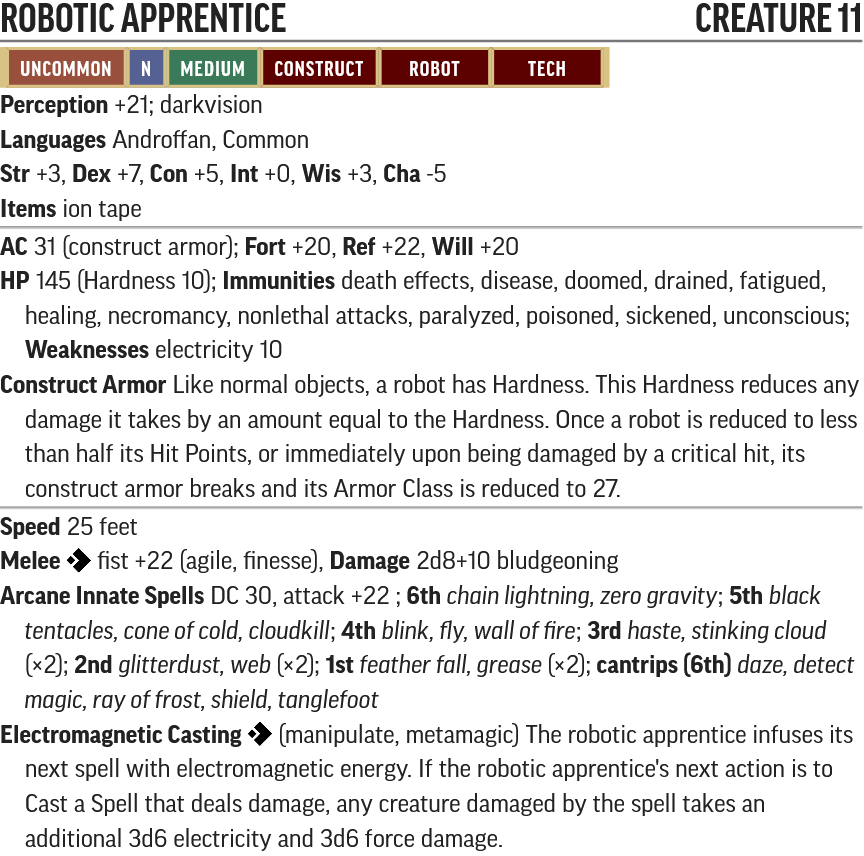 ROBOTIC APPRENTICE CREATURE 11
UNCOMMON N MEDIUM CONSTRUCT ROBOT TECH
Perception +21; darkvision
Languages Androffan, Common
Str +3, Dex +7, Con +5, Int +0, Wis +3, Cha -5
Items ion tape
AC 31 (construct armor); Fort +20, Ref +22, Will +20
HP 145 (Hardness 10); Immunities death effects, disease, doomed, drained, fatigued,
healing, necromancy, nonlethal attacks, paralyzed, poisoned, sickened, unconscious;
Weaknesses electricity 10
Construct Armor Like normal objects, a robot has Hardness. This Hardness reduces any
damage it takes by an amount equal to the Hardness. Once a robot is reduced to less
than half its Hit Points, or immediately upon being damaged by a critical hit, its
construct armor breaks and its Armor Class is reduced to 27.
Speed 25 feet
Melee fist +22 (agile, finesse), Damage 2d8+10 bludgeoning
Arcane Innate Spells DC 30, attack +22 ; 6th chain lightning, zero gravity; 5th black
tentacles, cone of cold, cloudkill; 4th blink, fly, wall of fire; 3rd haste, stinking cloud
(×2); 2nd glitterdust, web (×2); 1st feather fall, grease (×2); cantrips (6th) daze, detect
magic, ray of frost, shield, tanglefoot
Electromagnetic Casting (manipulate, metamagic) The robotic apprentice infuses its
next spell with electromagnetic energy. If the robotic apprentice's next action is to
Cast a Spell that deals damage, any creature damaged by the spell takes an
additional 3d6 electricity and 3d6 force damage.